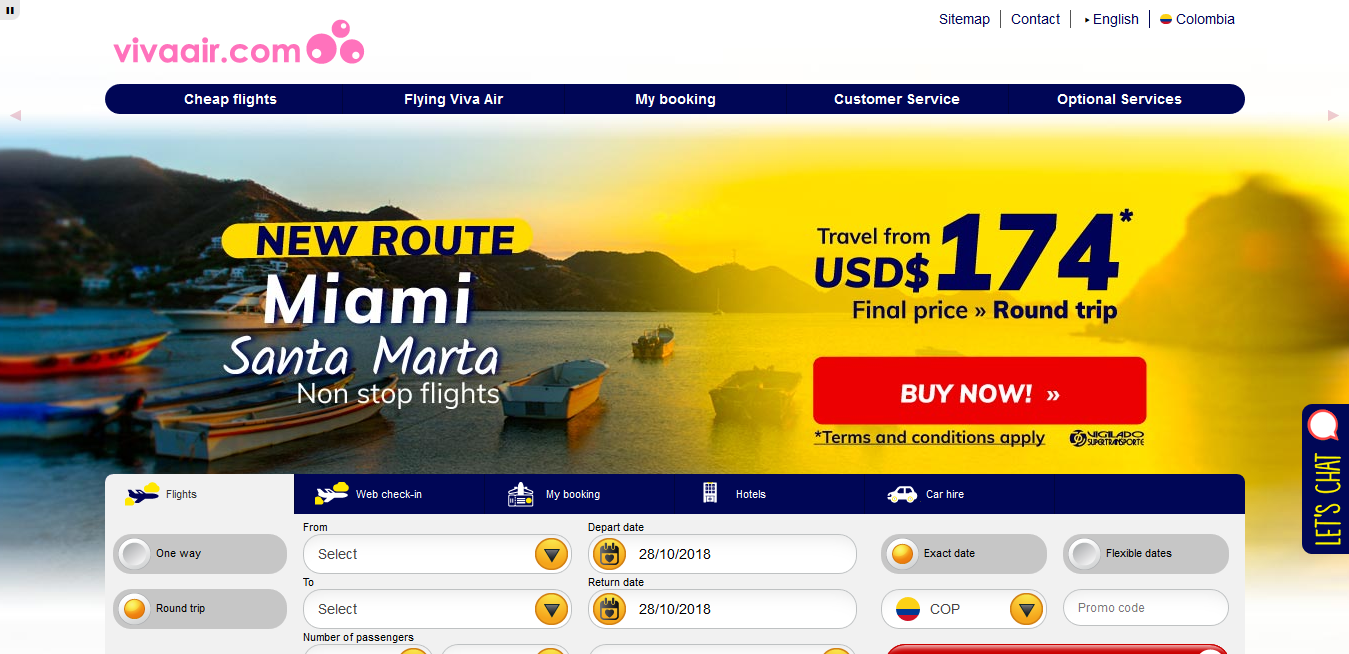 Sitemap
Contact
English
Colombia
vivaair.com
Cheap flights
Flying Viva Air
My booking
Customer Service
Optional Services
NEW ROUTE
Miami
Santa Marta
Non stop flights
Travel from
USD$ 174*
Final price » Round trip
BUY NOW! »
*Terms and conditions apply
VIGILADO
SUPERTRANSPORTE
LET'S CHAT
Flights
Web check-in
My booking
Hotels
Car hire
One way
Round trip
From
Select
To
Select
Number of passengers
Depart date
28/10/2018
Return date
28/10/2018
Exact date
Flexible dates
COP
Promo code